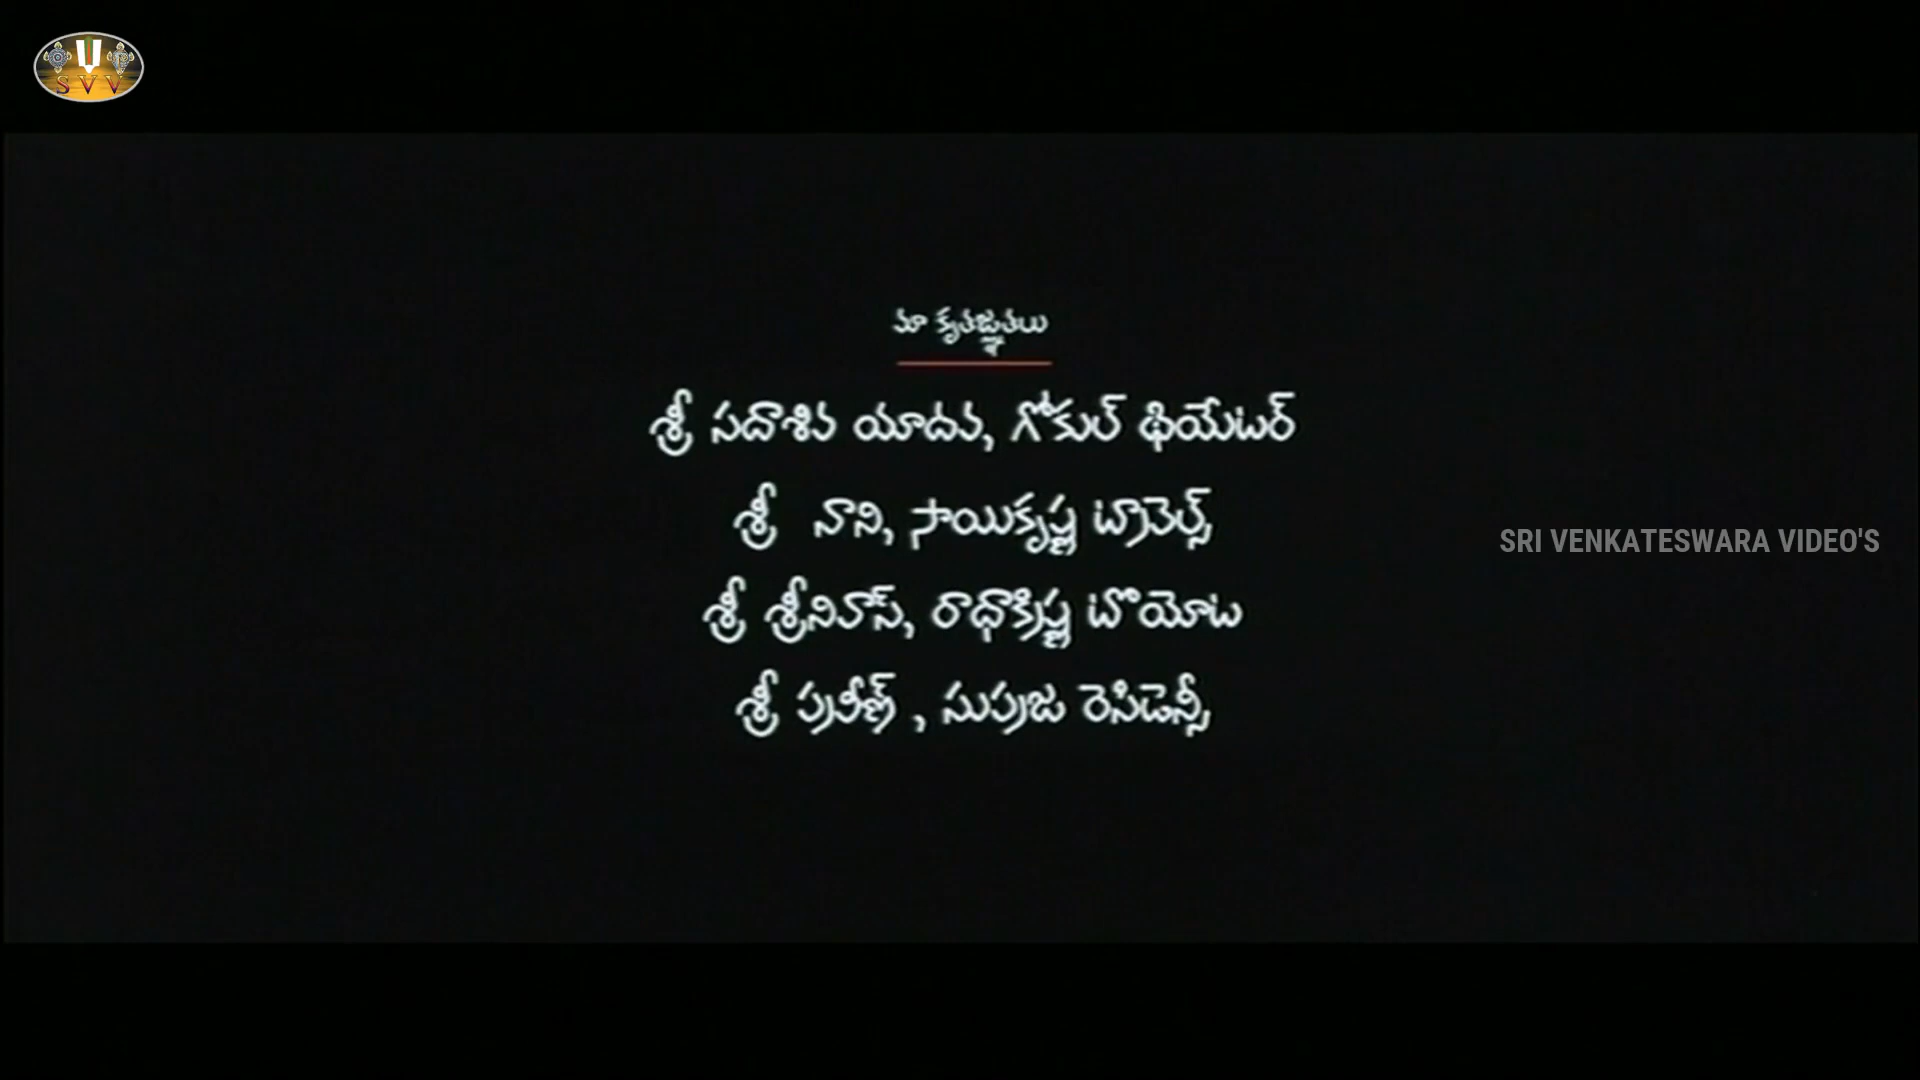 SVV
మా కృతజ్ఞతలు
శ్రీ సదాశివ యాదవ, గోకుల్ థియేటర్
శ్రీ నాని, సాయికృష్ణ ట్రావెల్స్
SRI VENKATESWARA VIDEO'S
శ్రీ శ్రీనివాస్, రాధాక్రిష్ణ టొయోట
శ్రీ ప్రవీణ్ , సుప్రజ రెసిడెన్సీ